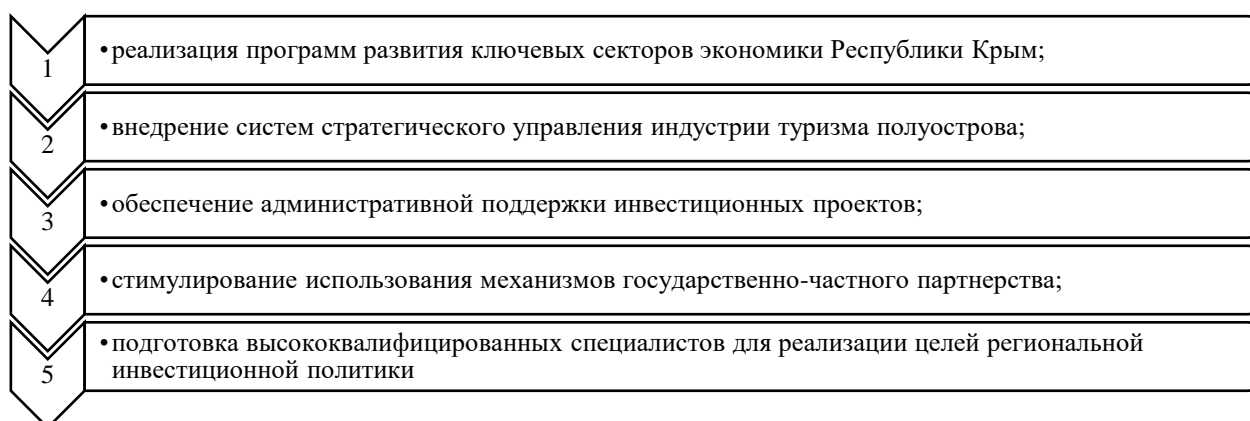 1
•реализация программ развития ключевых секторов экономики Республики Крым;
2
•внедрение систем стратегического управления индустрии туризма полуострова;
3
•обеспечение административной поддержки инвестиционных проектов;
4
•стимулирование использования механизмов государственно-частного партнерства;
5
•подготовка высококвалифицированных специалистов для реализации целей региональной
инвестиционной политики